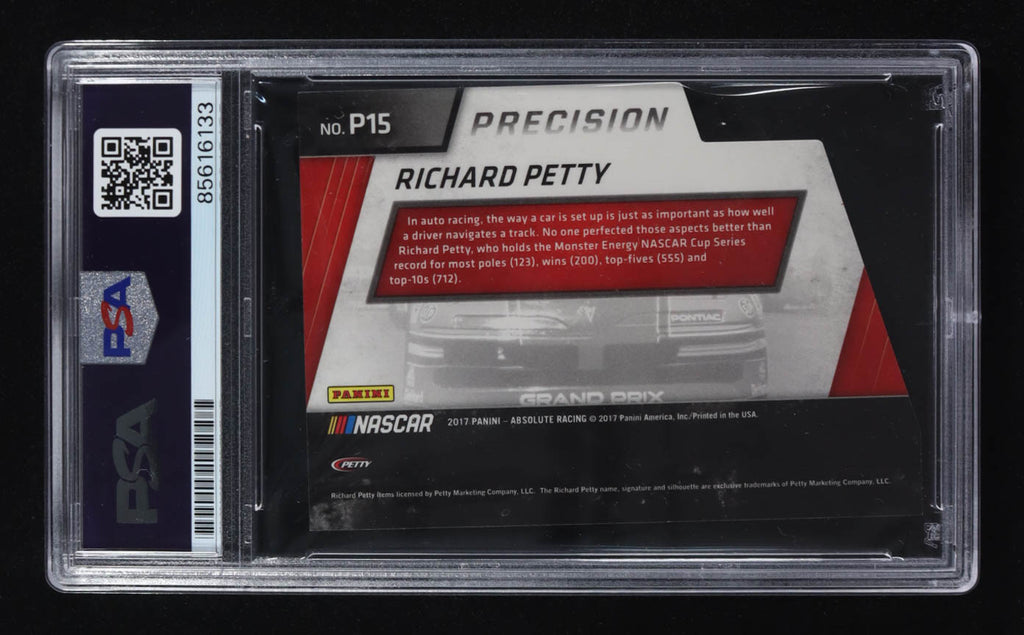 85616133
PSA
PSA
NO. P15
PRECISION
RICHARD PETTY
In auto racing, the way a car is set up is just as important as how well
a driver navigates a track. No one perfected those aspects better than
Richard Petty, who holds the Monster Energy NASCAR Cup Series
record for most poles (123), wins (200), top-fives (555) and
top-10s (712).
PONTIAC
GRAND PRIX
PANINI
NASCAR
2017 PANINI – ABSOLUTE RACING © 2017 Panini America, Inc./Printed in the USA.
PETTY
Richard Petty items licensed by Petty Marketing Company, LLC. The Richard Petty name, signature and silhouette are exclusive trademarks of Petty Marketing Company, LLC.